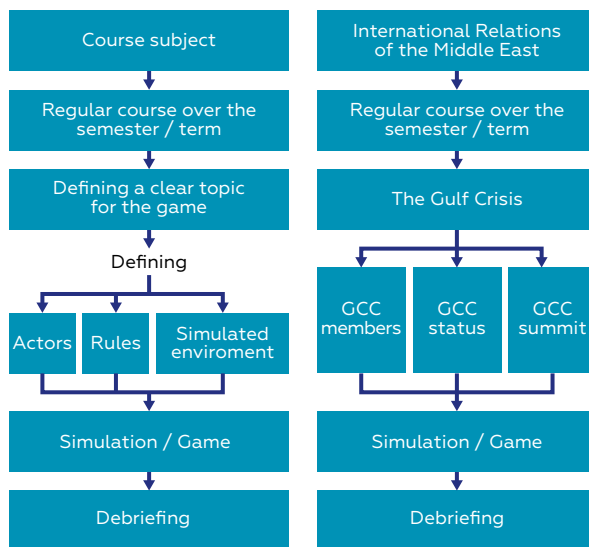 Course subject
Regular course over the
semester / term
Defining a clear topic
for the game
Defining
Actors
Rules
Simulated
enviroment
Simulation / Game
Debriefing
International Relations
of the Middle East
Regular course over the
semester / term
The Gulf Crisis
GCC
members
GCC
status
GCC
summit
Simulation / Game
Debriefing